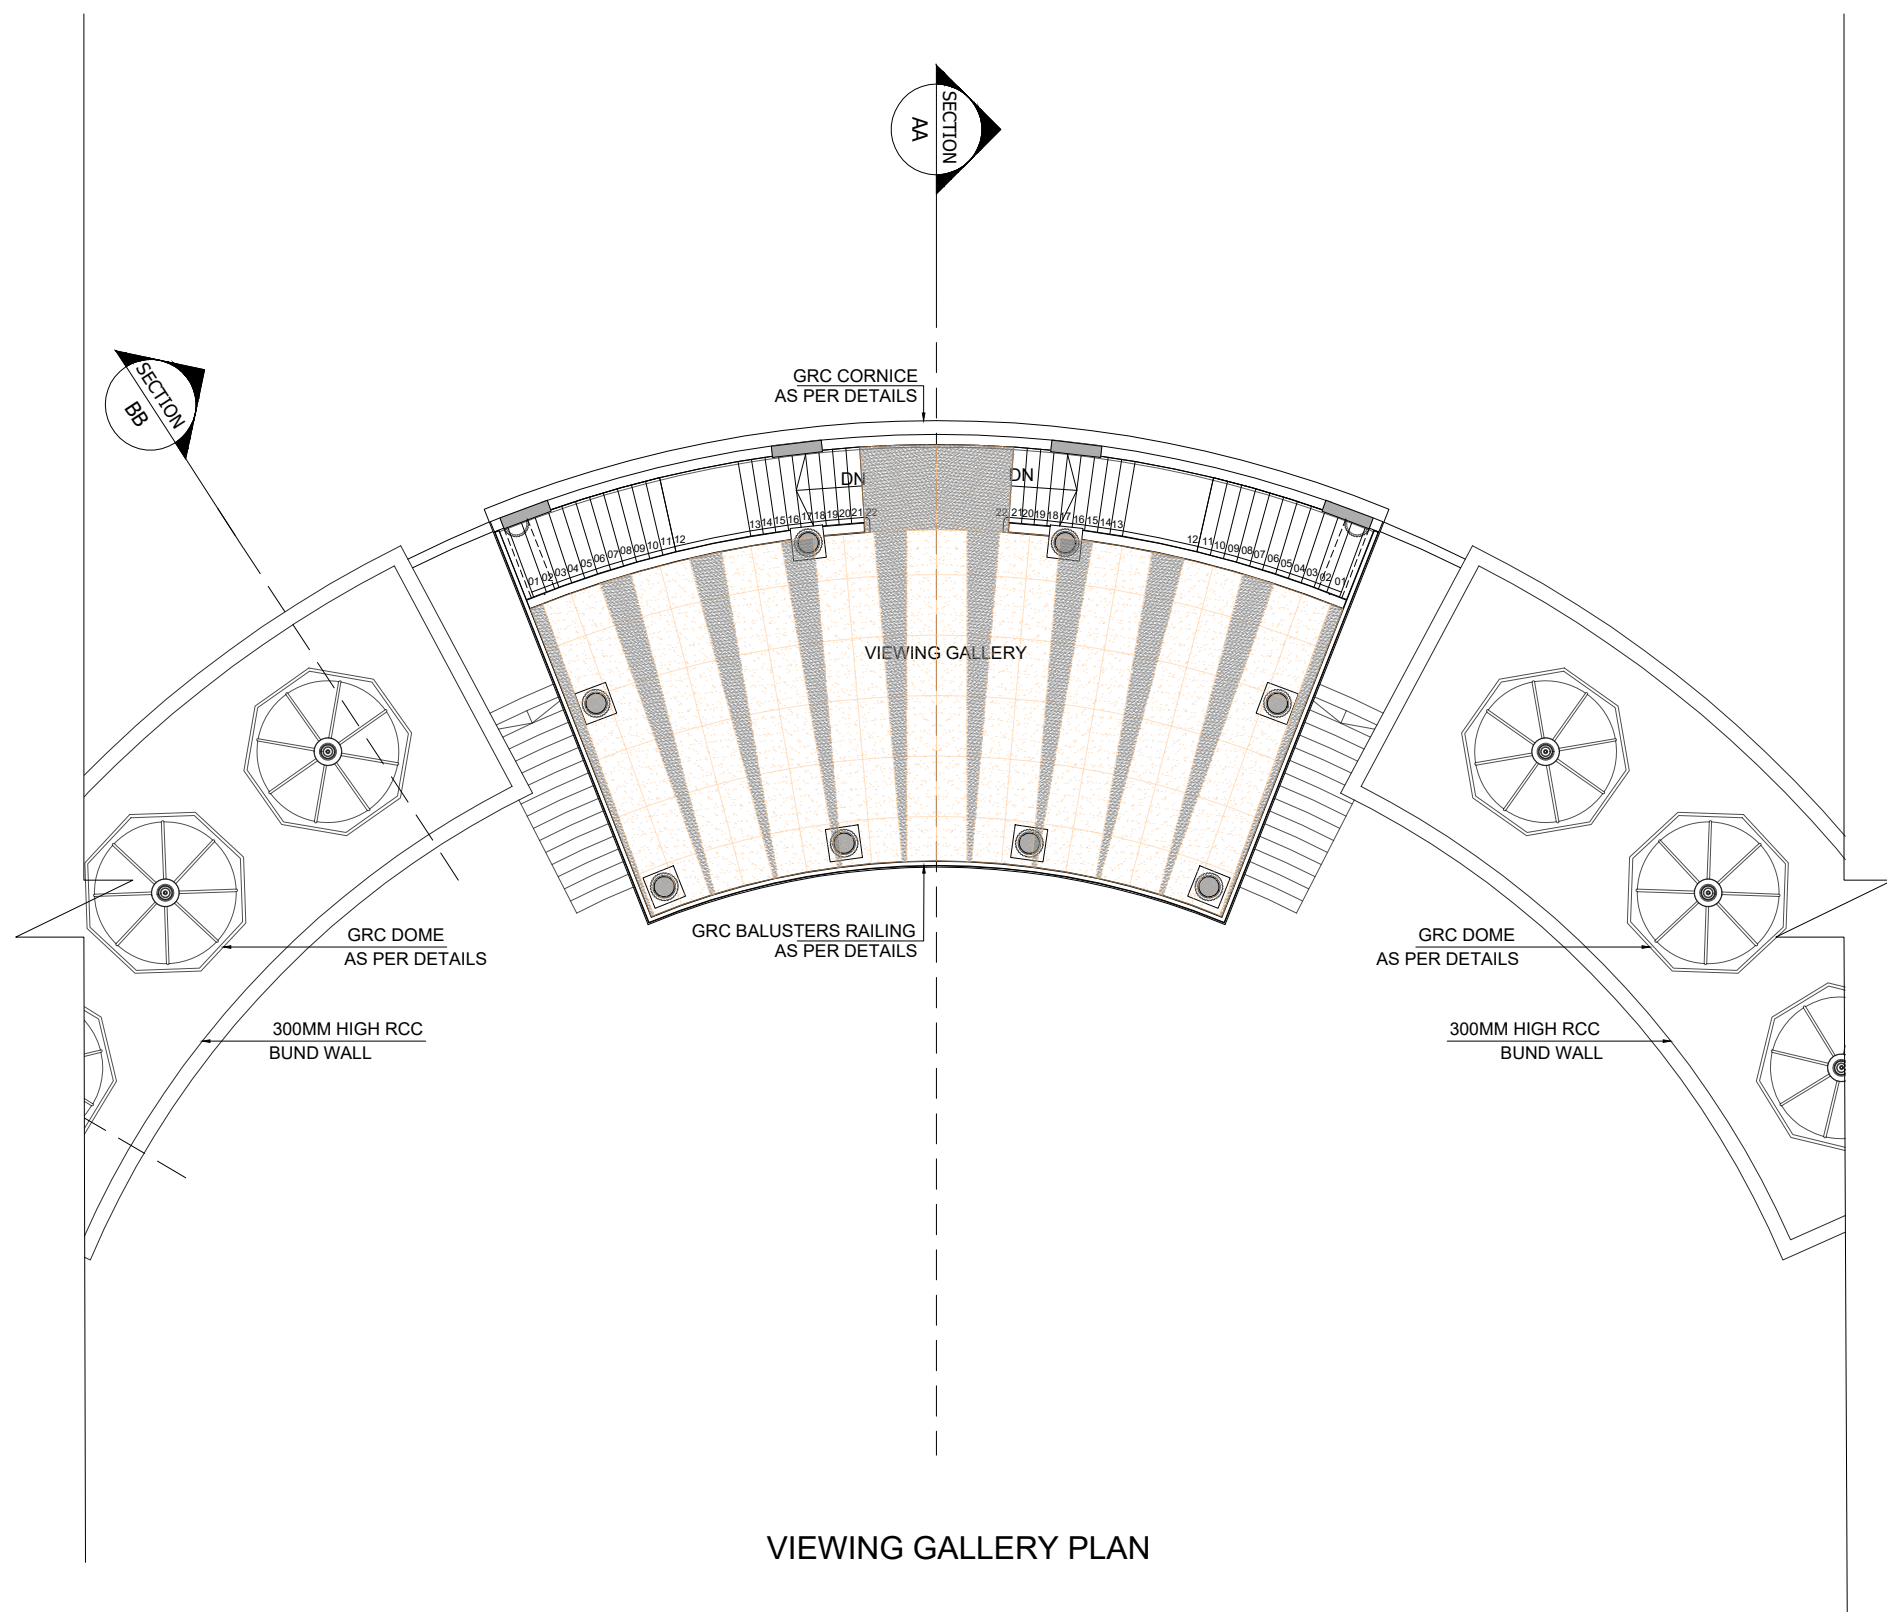 SECTION
AA
SECTION
BB
GRC CORNICE
AS PER DETAILS
DN
DN
13 14 15 16 17 18 19 20 21 22
22 21 20 19 18 17 16 15 14 13
01 02 03 04 05 06 07 08 09 10 11 12
12 11 10 09 08 07 06 05 04 03 02 01
VIEWING GALLERY
GRC BALUSTERS RAILING
AS PER DETAILS
GRC DOME
AS PER DETAILS
GRC DOME
AS PER DETAILS
300MM HIGH RCC
BUND WALL
300MM HIGH RCC
BUND WALL
VIEWING GALLERY PLAN